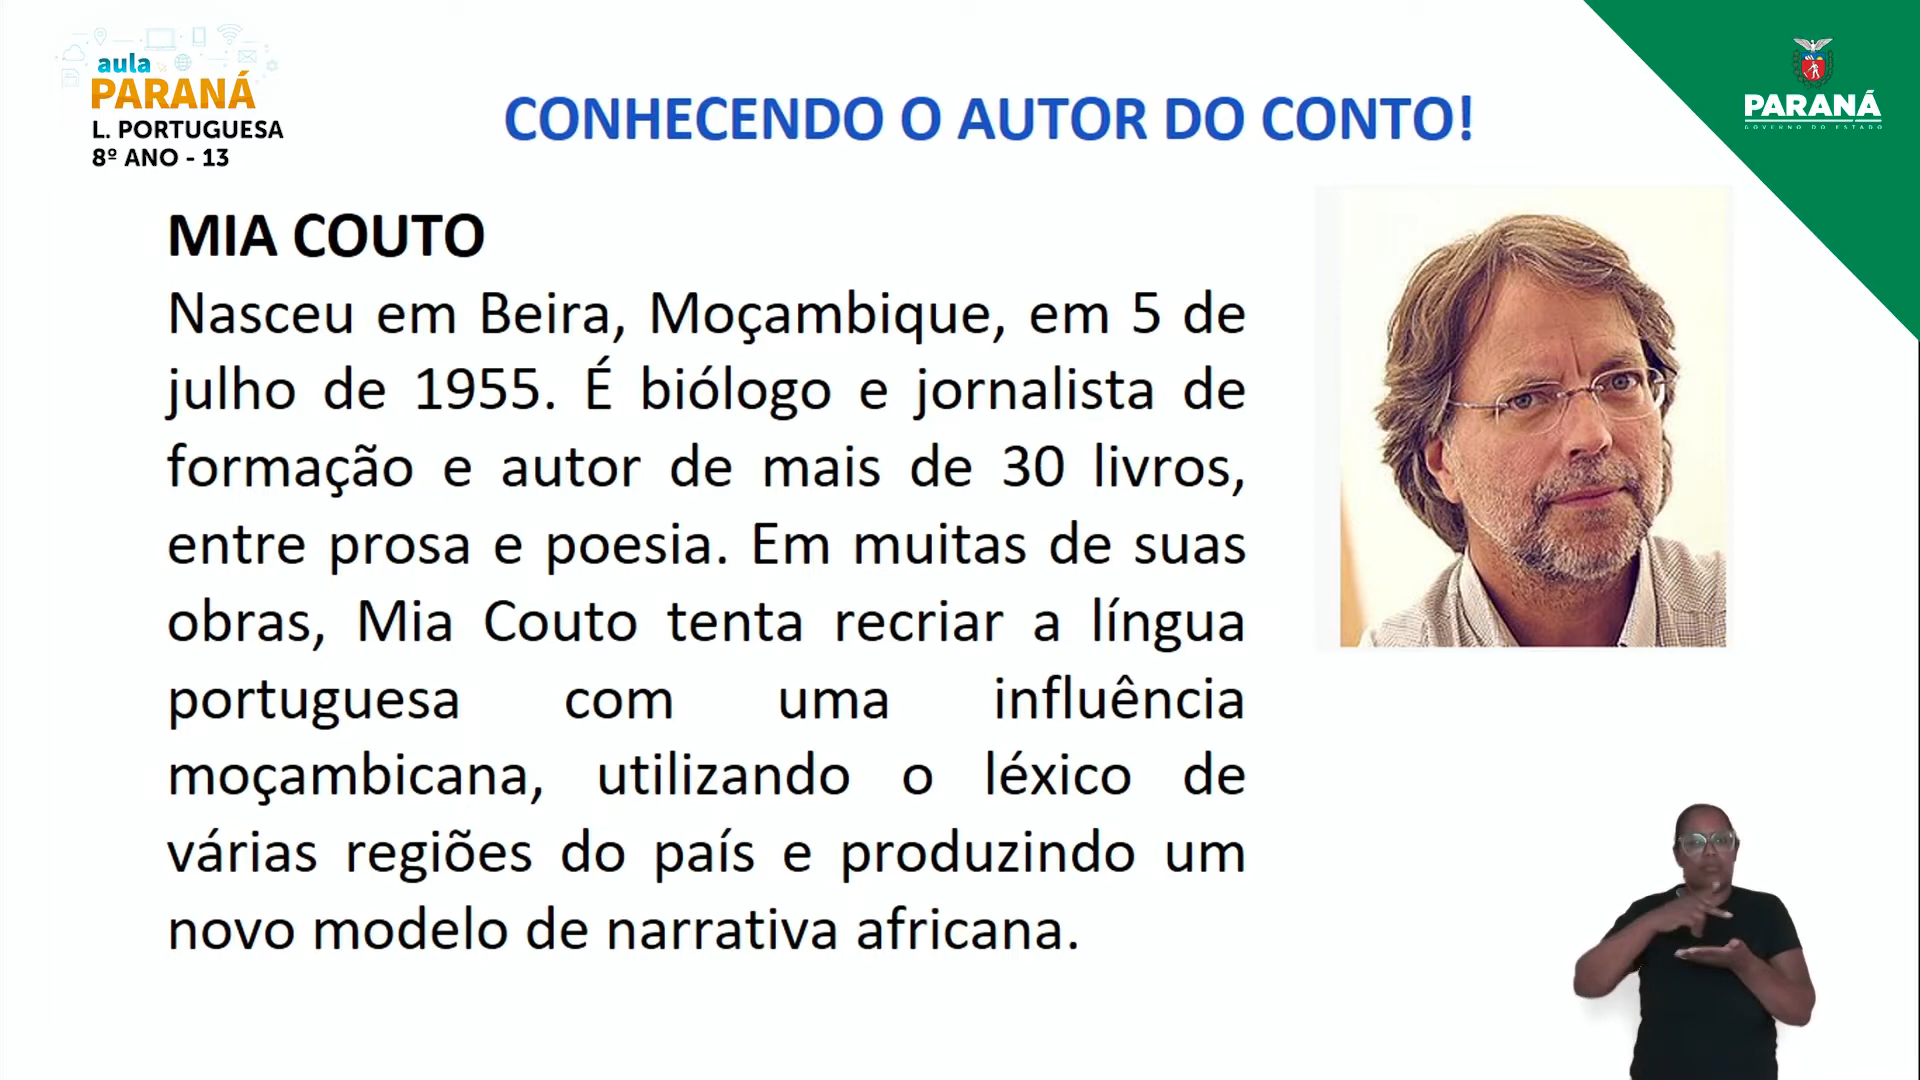 aula
PARANÁ
L. PORTUGUESA
8º ANO - 13
CONHECENDO O AUTOR DO CONTO!
PARANÁ
GOVERNO DO ESTADO
MIA COUTO
Nasceu em Beira, Moçambique, em 5 de
julho de 1955. É biólogo e jornalista de
formação e autor de mais de 30 livros,
entre prosa e poesia. Em muitas de suas
obras, Mia Couto tenta recriar a língua
portuguesa com uma influência
moçambicana, utilizando o léxico de
várias regiões do país e produzindo um
novo modelo de narrativa africana.